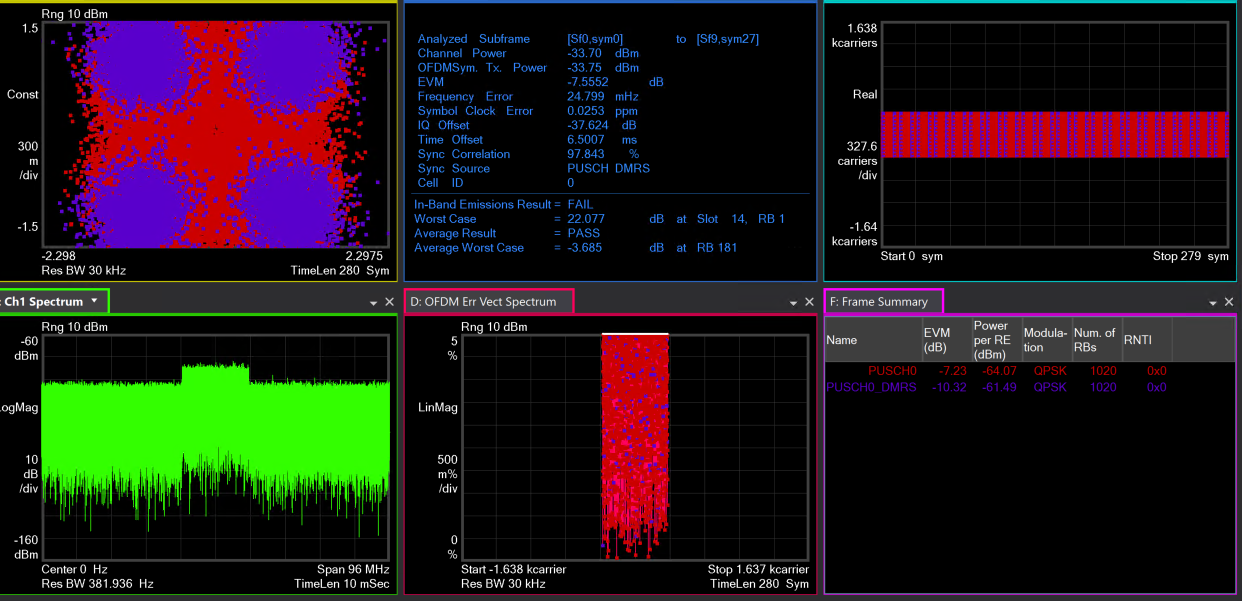 Rng 10 dBm
1.5
Const
300
m
/div
-1.5
-2.298 2.2975
Res BW 30 kHz TimeLen 280 Sym
Analyzed Subframe [Sf0,sym0] to [Sf9,sym27]
Channel Power -33.70 dBm
OFDMSym. Tx. Power -33.75 dBm
EVM -7.5552 dB
Frequency Error 24.799 mHz
Symbol Clock Error 0.0253 ppm
IQ Offset -37.624 dB
Time Offset 6.5007 ms
Sync Correlation 97.843 %
Sync Source PUSCH DMRS
Cell ID 0
In-Band Emissions Result = FAIL
Worst Case = 22.077 dB at Slot 14, RB 1
Average Result = PASS
Average Worst Case = -3.685 dB at RB 181
1.638
kcarriers
Real
327.6
carriers
/div
-1.64
kcarriers
Start 0 sym Stop 279 sym
: Ch1 Spectrum
Rng 10 dBm
-60
dBm
LogMag
10
dB
/div
-160
dBm
Center 0 Hz Span 96 MHz
Res BW 381.936 Hz TimeLen 10 mSec
D: OFDM Err Vect Spectrum
Rng 10 dBm
5
%
LinMag
500
m%
/div
0
%
Start -1.638 kcarrier Stop 1.637 kcarrier
Res BW 30 kHz TimeLen 280 Sym
F: Frame Summary
Name EVM (dB) Power per RE (dBm) Modula-tion Num. of RBs RNTI
PUSCH0 -7.23 -64.07 QPSK 1020 0x0
PUSCH0_DMRS -10.32 -61.49 QPSK 1020 0x0